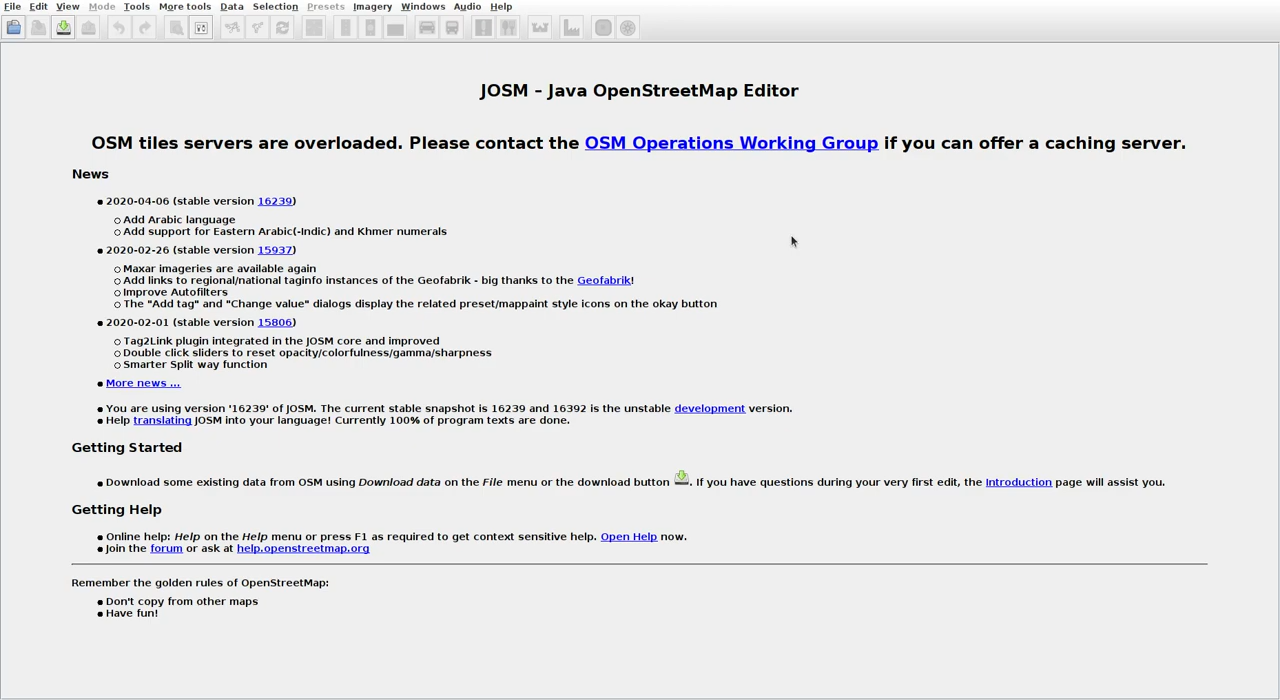 File Edit View Mode Tools More tools Data Selection Presets Imagery Windows Audio Help
JOSM – Java OpenStreetMap Editor
OSM tiles servers are overloaded. Please contact the OSM Operations Working Group if you can offer a caching server.
News
2020-04-06 (stable version 16239)
Add Arabic language
Add support for Eastern Arabic(-Indic) and Khmer numerals
2020-02-26 (stable version 15937)
Maxar imageries are available again
Add links to regional/national taginfo instances of the Geofabrik - big thanks to the Geofabrik!
Improve Autofilters
The "Add tag" and "Change value" dialogs display the related preset/mappaint style icons on the okay button
2020-02-01 (stable version 15806)
Tag2Link plugin integrated in the JOSM core and improved
Double click sliders to reset opacity/colorfulness/gamma/sharpness
Smarter Split way function
More news ...
You are using version '16239' of JOSM. The current stable snapshot is 16239 and 16392 is the unstable development version.
Help translating JOSM into your language! Currently 100% of program texts are done.
Getting Started
Download some existing data from OSM using Download data on the File menu or the download button . If you have questions during your very first edit, the Introduction page will assist you.
Getting Help
Online help: Help on the Help menu or press F1 as required to get context sensitive help. Open Help now.
Join the forum or ask at help.openstreetmap.org
Remember the golden rules of OpenStreetMap:
Don't copy from other maps
Have fun!